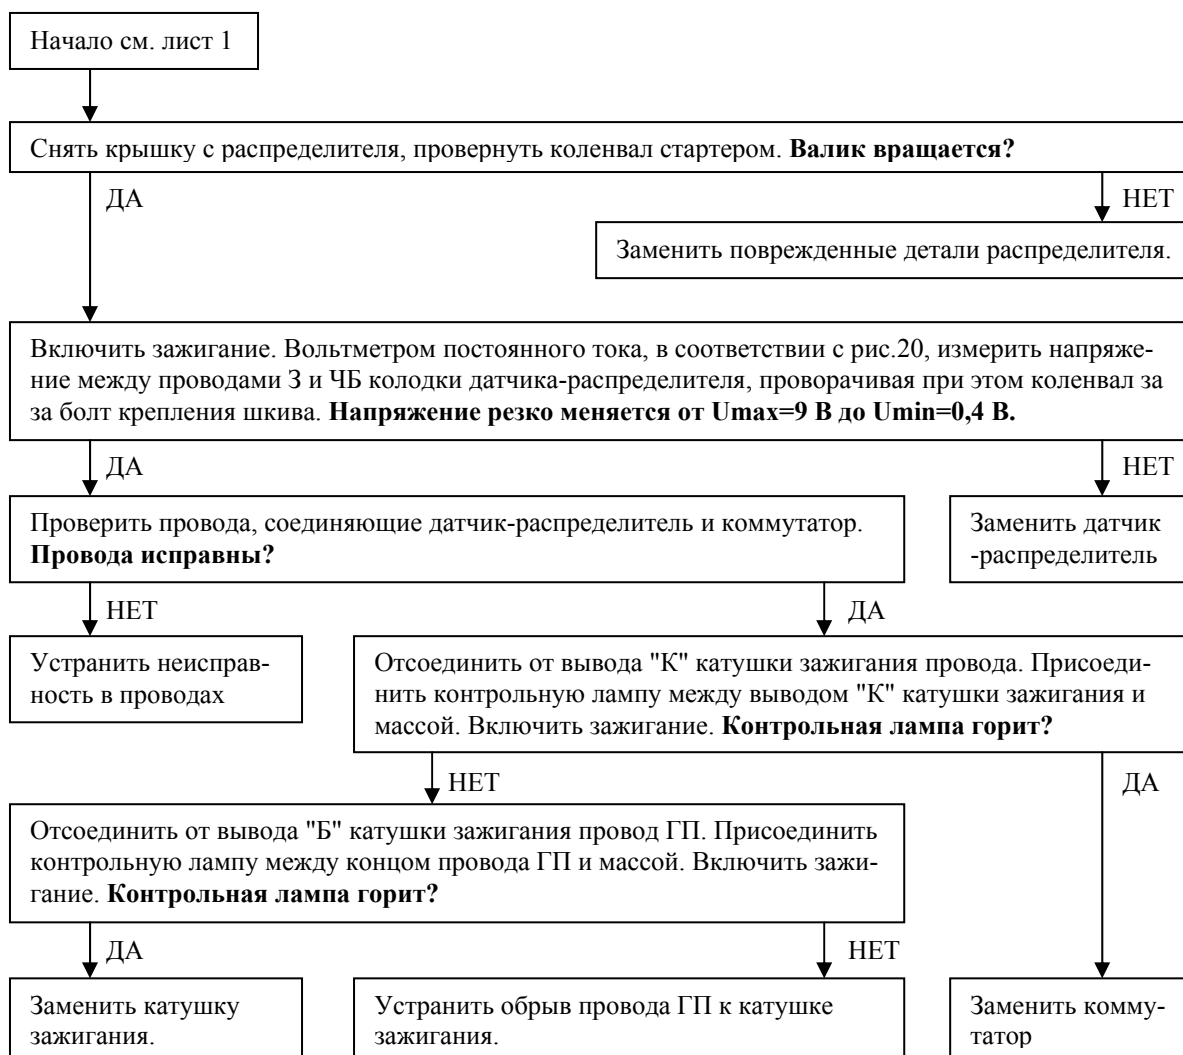 Начало см. лист 1
Снять крышку с распределителя, провернуть коленвал стартером. Валик вращается?
ДА
НЕТ
Заменить поврежденные детали распределителя.
Включить зажигание. Вольтметром постоянного тока, в соответствии с рис.20, измерить напряже-
ние между проводами З и ЧБ колодки датчика-распределителя, проворачивая при этом коленвал за
за болт крепления шкива. Напряжение резко меняется от Umax=9 В до Umin=0,4 В.
ДА
НЕТ
Проверить провода, соединяющие датчик-распределитель и коммутатор.
Провода исправны?
Заменить датчик
-распределитель
НЕТ
ДА
Устранить неисправ-
ность в проводах
Отсоединить от вывода "К" катушки зажигания провода. Присоеди-
нить контрольную лампу между выводом "К" катушки зажигания и
массой. Включить зажигание. Контрольная лампа горит?
НЕТ
ДА
Отсоединить от вывода "Б" катушки зажигания провод ГП. Присоединить
контрольную лампу между концом провода ГП и массой. Включить зажи-
гание. Контрольная лампа горит?
ДА
НЕТ
Заменить катушку
зажигания.
Устранить обрыв провода ГП к катушке
зажигания.
Заменить комму-
татор